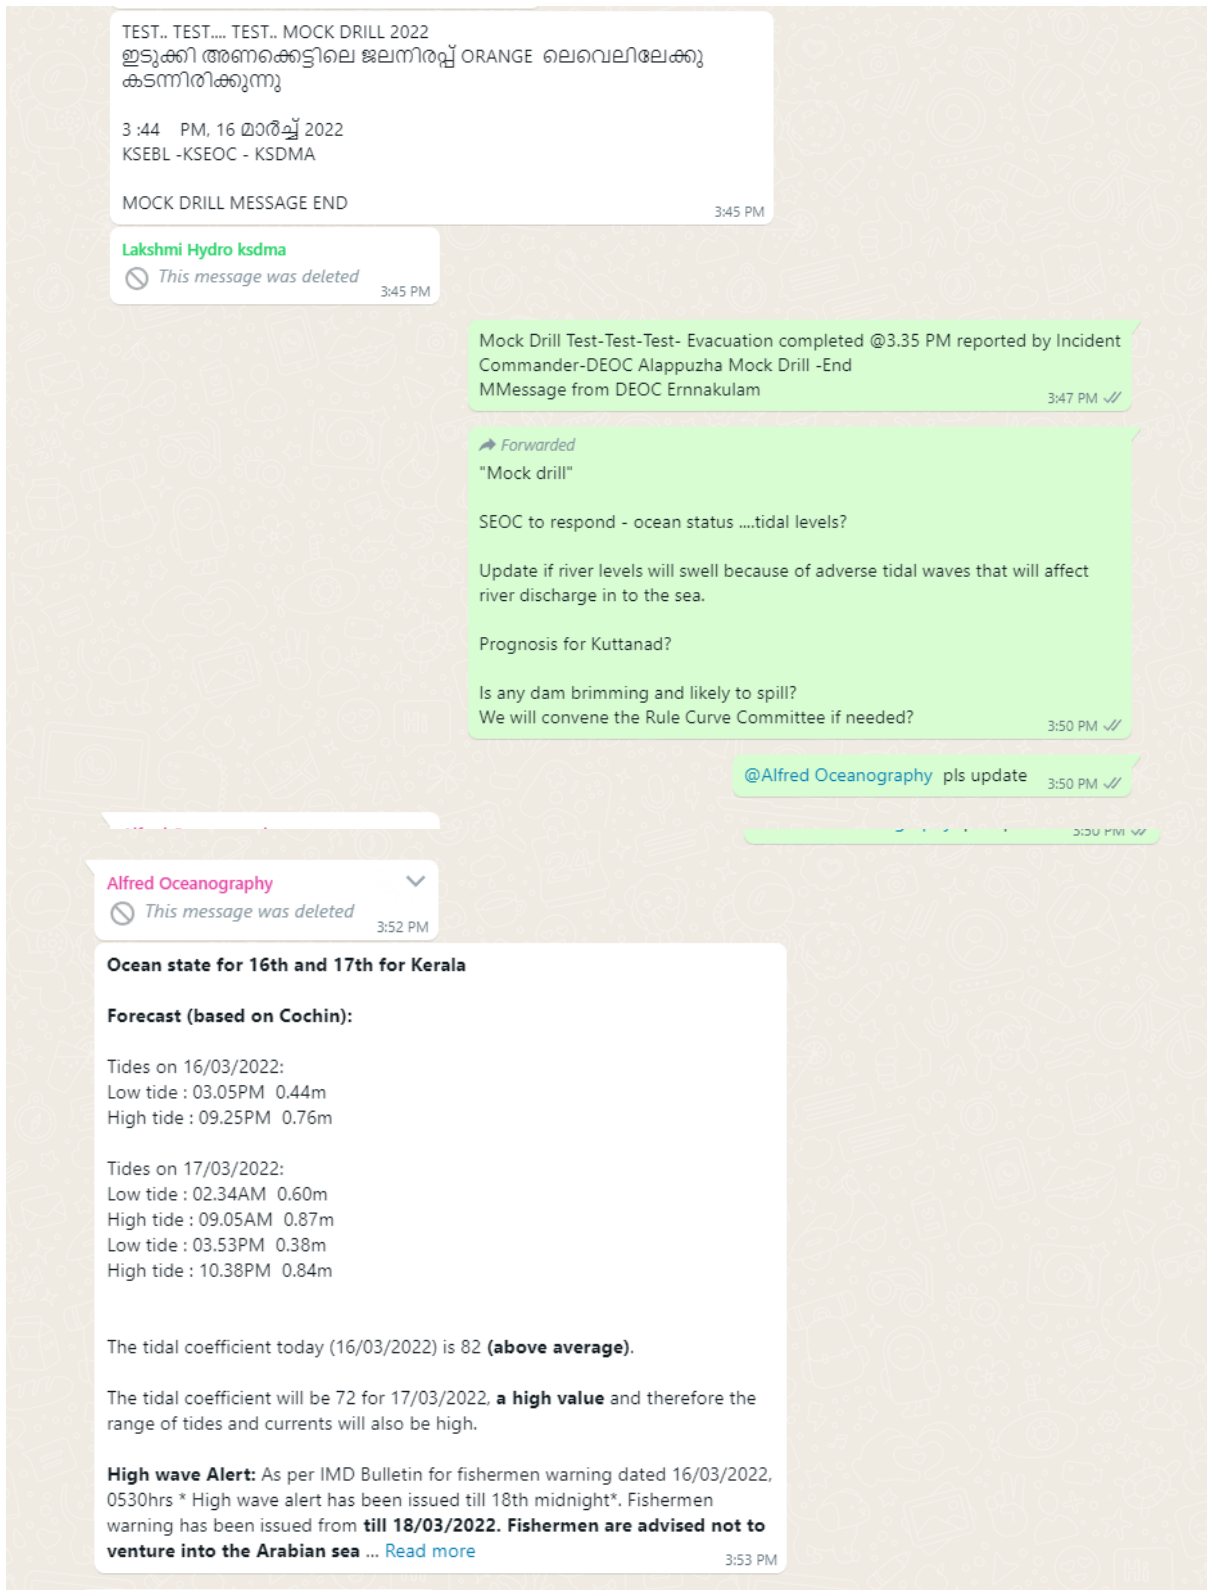 TEST.. TEST.... TEST.. MOCK DRILL 2022
ഇടുക്കി അണക്കെട്ടിലെ ജലനിരപ്പ് ORANGE ലെവെലിലേക്കു
കടന്നിരിക്കുന്നു
3 :44 PM, 16 മാർച്ച് 2022
KSEBL -KSEOC - KSDMA
MOCK DRILL MESSAGE END
3:45 PM
Lakshmi Hydro ksdma
This message was deleted
3:45 PM
Mock Drill Test-Test-Test- Evacuation completed @3.35 PM reported by Incident
Commander-DEOC Alappuzha Mock Drill -End
MMessage from DEOC Ernnakulam
3:47 PM
Forwarded
"Mock drill"
SEOC to respond - ocean status ....tidal levels?
Update if river levels will swell because of adverse tidal waves that will affect
river discharge in to the sea.
Prognosis for Kuttanad?
Is any dam brimming and likely to spill?
We will convene the Rule Curve Committee if needed?
3:50 PM
@Alfred Oceanography pls update 3:50 PM
3:50 PM
Alfred Oceanography
This message was deleted
3:52 PM
Ocean state for 16th and 17th for Kerala
Forecast (based on Cochin):
Tides on 16/03/2022:
Low tide : 03.05PM 0.44m
High tide : 09.25PM 0.76m
Tides on 17/03/2022:
Low tide : 02.34AM 0.60m
High tide : 09.05AM 0.87m
Low tide : 03.53PM 0.38m
High tide : 10.38PM 0.84m
The tidal coefficient today (16/03/2022) is 82 (above average).
The tidal coefficient will be 72 for 17/03/2022, a high value and therefore the
range of tides and currents will also be high.
High wave Alert: As per IMD Bulletin for fishermen warning dated 16/03/2022,
0530hrs * High wave alert has been issued till 18th midnight*. Fishermen
warning has been issued from till 18/03/2022. Fishermen are advised not to
venture into the Arabian sea ... Read more
3:53 PM